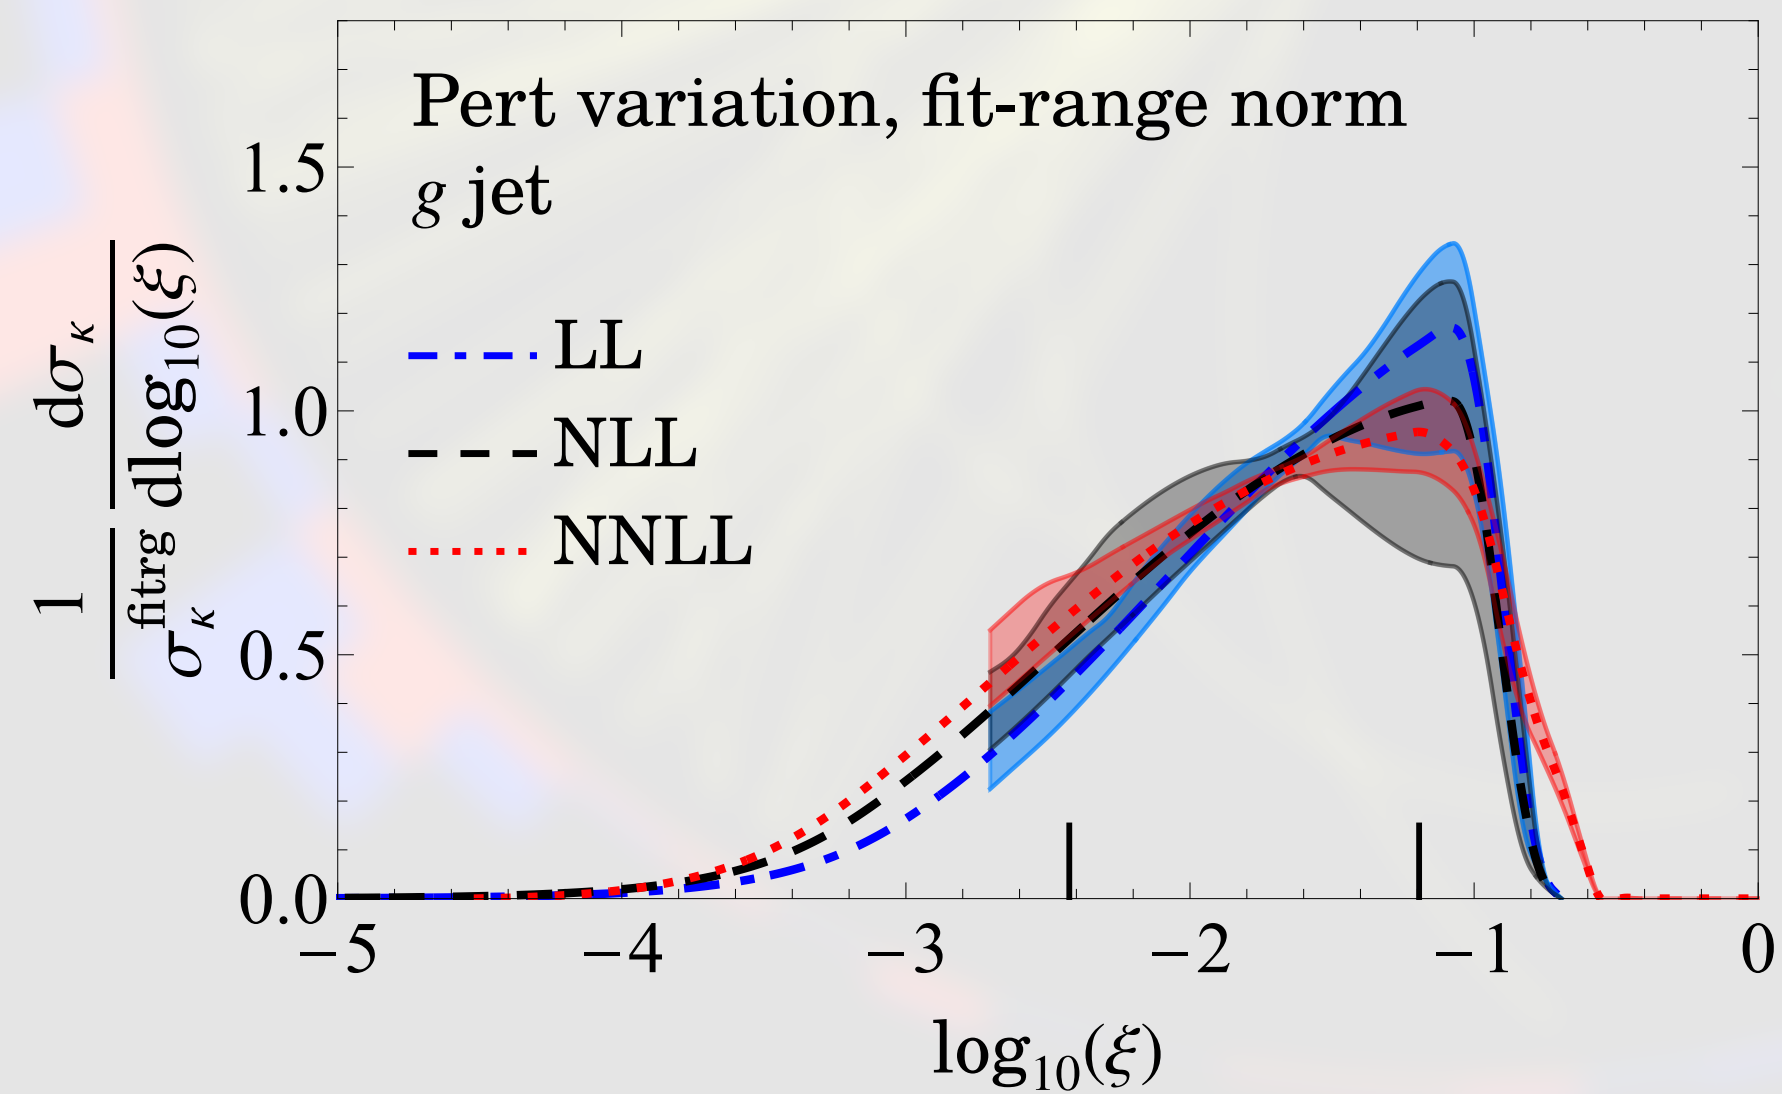 Pert variation, fit-range norm
g jet
LL
NLL
NNLL
1.5
1.0
0.5
0.0
1/σ_κ^fitrg dσ_κ/dlog₁₀(ξ)
−5 −4 −3 −2 −1 0
log₁₀(ξ)